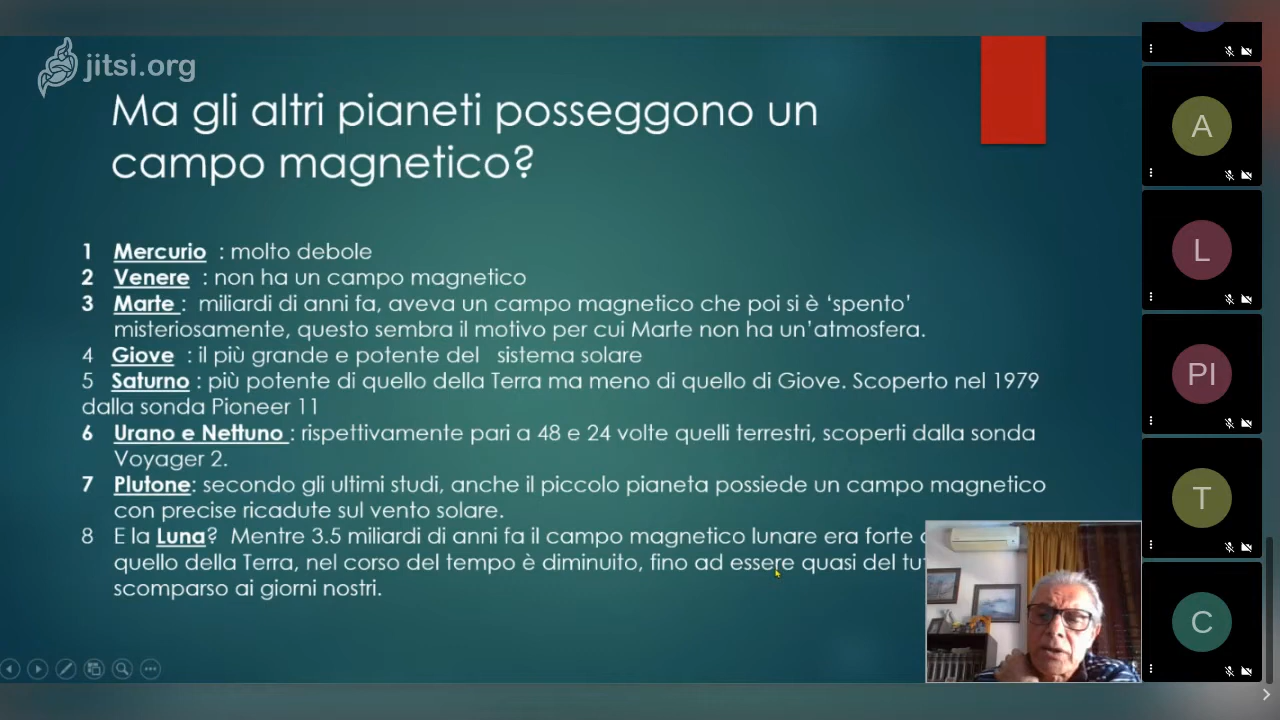 jitsi.org
Ma gli altri pianeti posseggono un
campo magnetico?
1 Mercurio : molto debole
2 Venere : non ha un campo magnetico
3 Marte : miliardi di anni fa, aveva un campo magnetico che poi si è ‘spento’
misteriosamente, questo sembra il motivo per cui Marte non ha un’atmosfera.
4 Giove : il più grande e potente del sistema solare
5 Saturno : più potente di quello della Terra ma meno di quello di Giove. Scoperto nel 1979
dalla sonda Pioneer 11
6 Urano e Nettuno : rispettivamente pari a 48 e 24 volte quelli terrestri, scoperti dalla sonda
Voyager 2.
7 Plutone: secondo gli ultimi studi, anche il piccolo pianeta possiede un campo magnetico
con precise ricadute sul vento solare.
8 E la Luna? Mentre 3.5 miliardi di anni fa il campo magnetico lunare era forte
quello della Terra, nel corso del tempo è diminuito, fino ad essere quasi del
scomparso ai giorni nostri.
A
L
PI
T
C